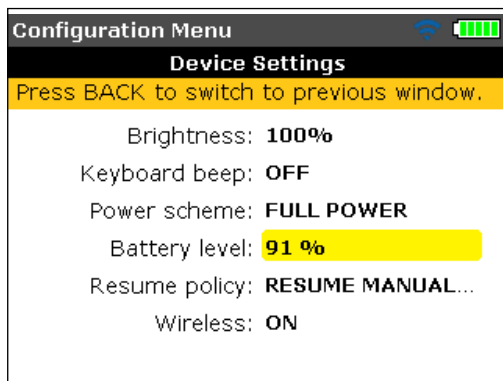 Configuration Menu
Device Settings
Press BACK to switch to previous window.
Brightness: 100%
Keyboard beep: OFF
Power scheme: FULL POWER
Battery level: 91 %
Resume policy: RESUME MANUAL...
Wireless: ON